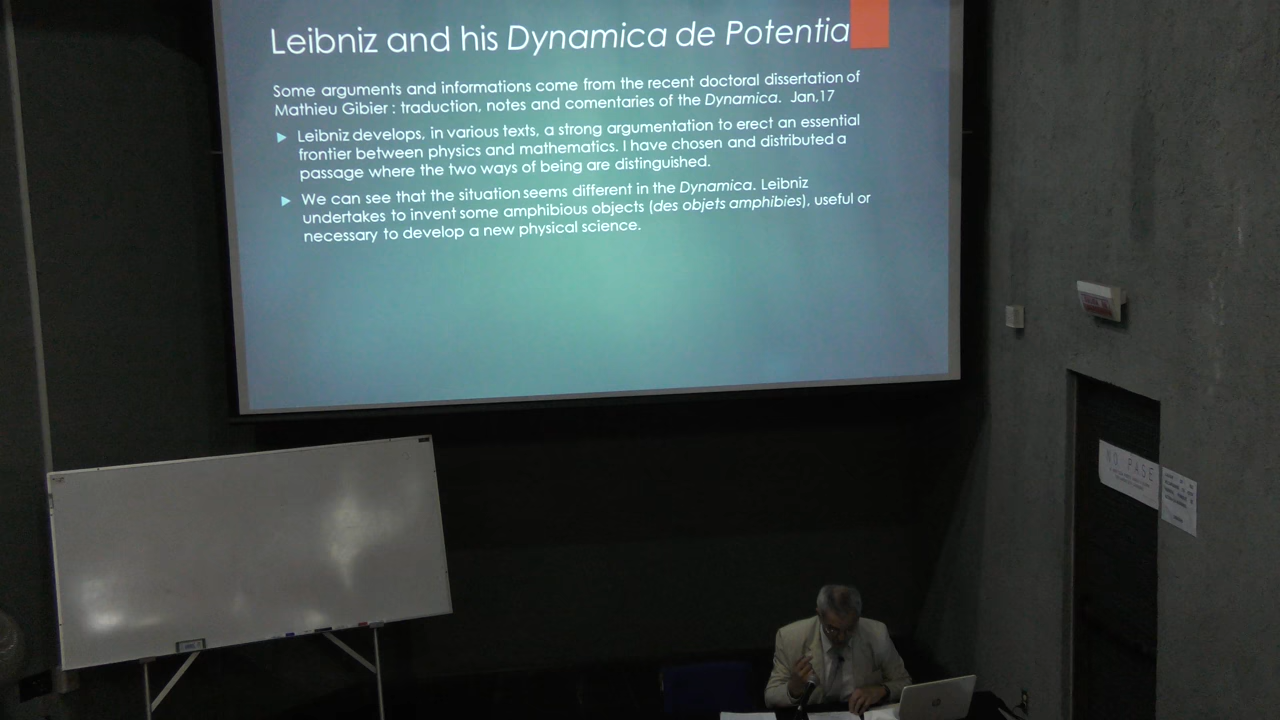 Leibniz and his Dynamica de Potentia
Some arguments and informations come from the recent doctoral dissertation of
Mathieu Gibier : traduction, notes and comentaries of the Dynamica. Jan,17
Leibniz develops, in various texts, a strong argumentation to erect an essential
frontier between physics and mathematics. I have chosen and distributed a
passage where the two ways of being are distinguished.
We can see that the situation seems different in the Dynamica. Leibniz
undertakes to invent some amphibious objects (des objets amphibies), useful or
necessary to develop a new physical science.
NO PASE
hp